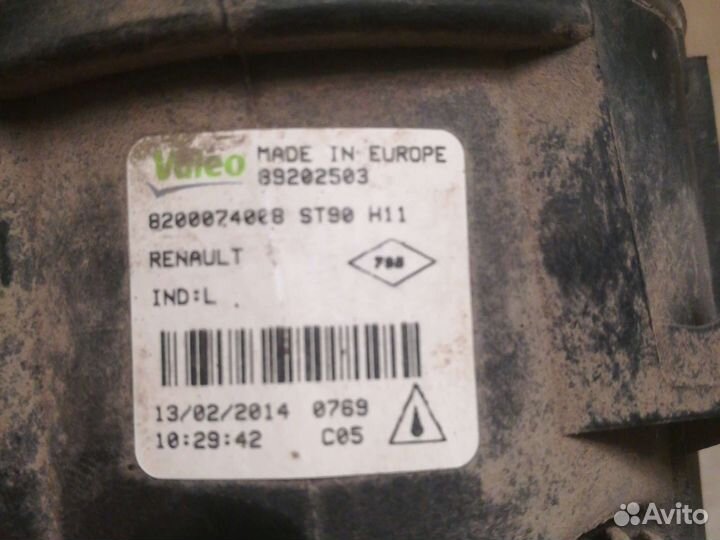 Valeo MADE IN EUROPE
89202503
8200074008 ST90 H11
RENAULT
IND:L
13/02/2014 0769
10:29:42 C05
Avito